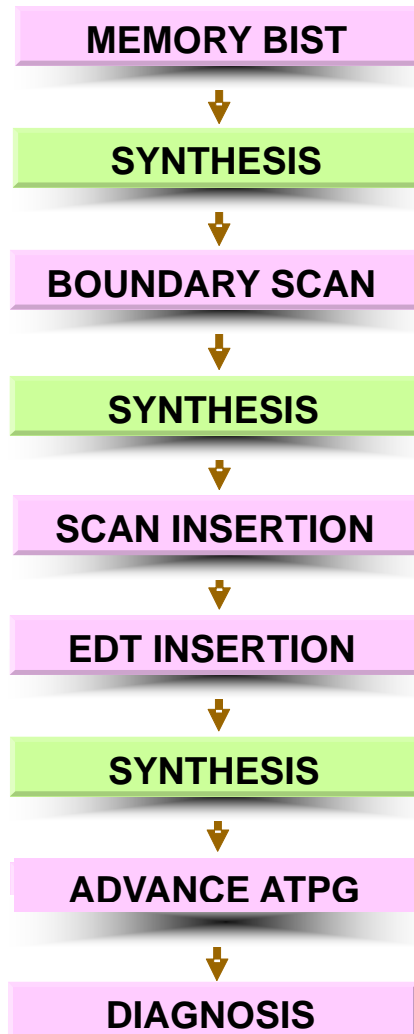 MEMORY BIST
SYNTHESIS
BOUNDARY SCAN
SYNTHESIS
SCAN INSERTION
EDT INSERTION
SYNTHESIS
ADVANCE ATPG
DIAGNOSIS